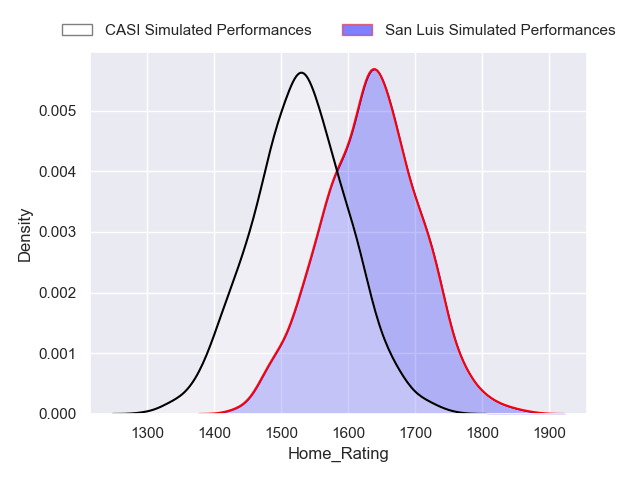 CASI Simulated Performances San Luis Simulated Performances
0.005
0.004
0.003
0.002
0.001
0.000
Density
1300 1400 1500 1600 1700 1800 1900
Home_Rating